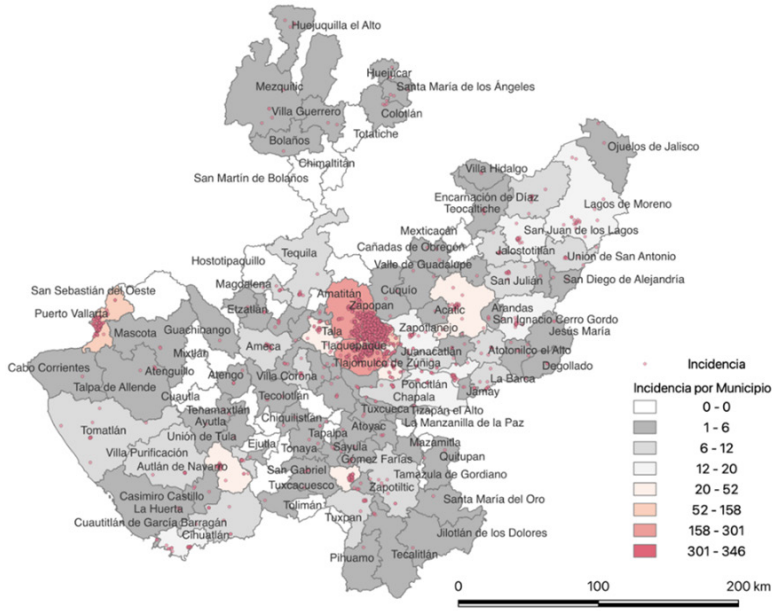 Huejuquilla el Alto
Huejúcar
Mezquitic
Santa María de los Ángeles
Villa Guerrero
Colotlán
Totatiche
Bolaños
Ojuelos de Jalisco
Chimaltitán
Villa Hidalgo
San Martín de Bolaños
Encarnación de Díaz
Teocaltiche
Lagos de Moreno
Mexticacán
San Juan de los Lagos
Cañadas de Obregón
Jalostotitlán
Tequila
Unión de San Antonio
Hostotipaquillo
Valle de Guadalupe
San Julián
San Diego de Alejandría
Magdalena
San Sebastián del Oeste
Amatitán
Cuquío
Etzatlán
Zapopan
Acatic
Arandas
Puerto Vallarta
San Ignacio Cerro Gordo
Mascota
Guachinango
Tala
Zapotlanejo
Jesús María
Ameca
Tlaquepaque
Mixtlán
Juanacatlán
Atotonilco el Alto
Cabo Corrientes
Atenguillo
Tlajomulco de Zúñiga
Degollado
Atengo
Villa Corona
Talpa de Allende
Poncitlán
La Barca
Cuautla
Tecolotlán
Chapala
Jamay
Tenamaxtlán
Tuxcueca
Tizapán el Alto
Ayutla
Chiquilistlán
Atoyac
La Manzanilla de la Paz
Tomatlán
Unión de Tula
Tapalpa
Ejutla
Tonaya
Sayula
Mazamitla
Villa Purificación
Gómez Farías
Quitupan
Autlán de Navarro
San Gabriel
Tamazula de Gordiano
Tuxcacuesco
Zapotiltic
Casimiro Castillo
Santa María del Oro
La Huerta
Tolimán
Cuautitlán de García Barragán
Tuxpan
Cihuatlán
Jilotlán de los Dolores
Pihuamo
Tecalitlán
Incidencia
Incidencia por Municipio
0 - 0
1 - 6
6 - 12
12 - 20
20 - 52
52 - 158
158 - 301
301 - 346
0 100 200 km